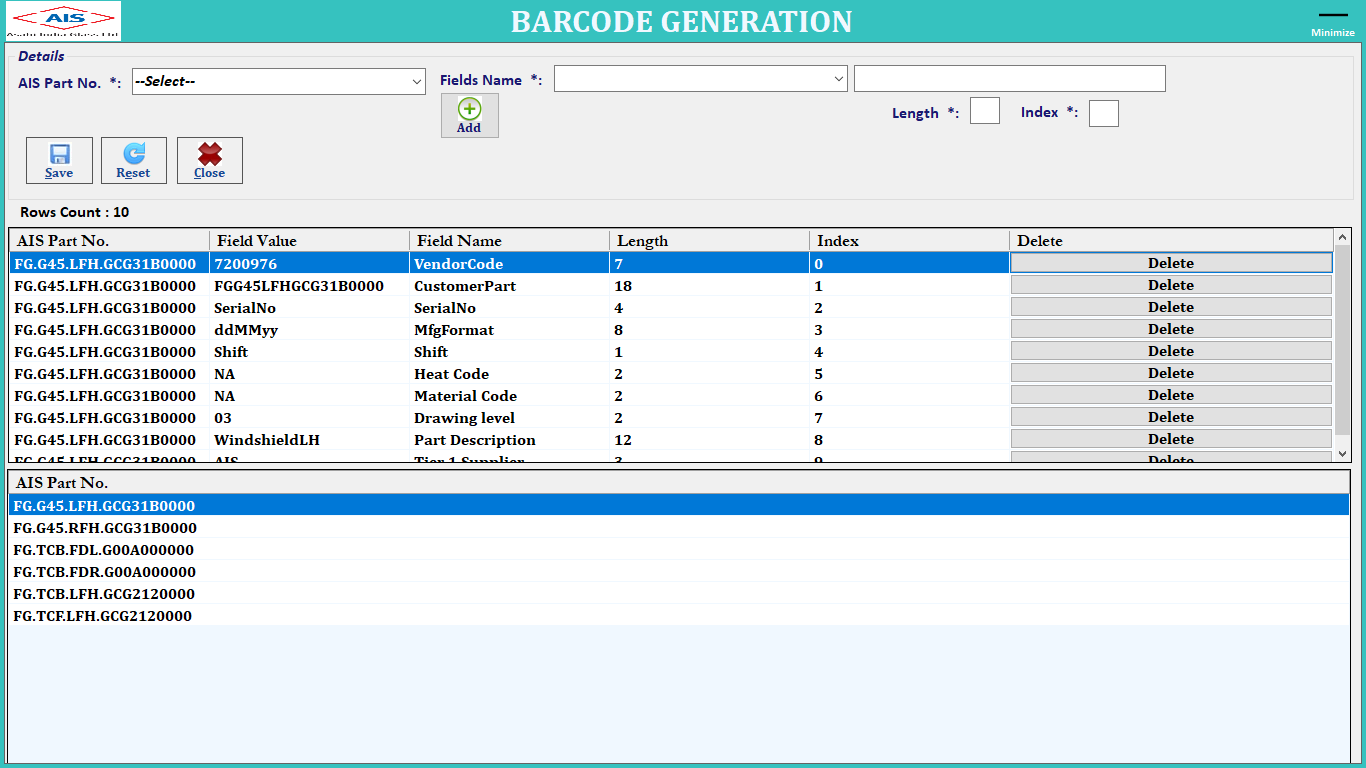 AIS
Asahi India Glass Ltd
BARCODE GENERATION
Minimize
Details
AIS Part No. *: --Select-- Fields Name *:
Add
Length *: Index *:
Save Reset Close
Rows Count : 10
AIS Part No. Field Value Field Name Length Index Delete
FG.G45.LFH.GCG31B0000 7200976 VendorCode 7 0 Delete
FG.G45.LFH.GCG31B0000 FGG45LFHGCG31B0000 CustomerPart 18 1 Delete
FG.G45.LFH.GCG31B0000 SerialNo SerialNo 4 2 Delete
FG.G45.LFH.GCG31B0000 ddMMyy MfgFormat 8 3 Delete
FG.G45.LFH.GCG31B0000 Shift Shift 1 4 Delete
FG.G45.LFH.GCG31B0000 NA Heat Code 2 5 Delete
FG.G45.LFH.GCG31B0000 NA Material Code 2 6 Delete
FG.G45.LFH.GCG31B0000 03 Drawing level 2 7 Delete
FG.G45.LFH.GCG31B0000 WindshieldLH Part Description 12 8 Delete
FG.G45.LFH.GCG31B0000 AIS Tier 1 Supplier 3 9 Delete
AIS Part No.
FG.G45.LFH.GCG31B0000
FG.G45.RFH.GCG31B0000
FG.TCB.FDL.G00A000000
FG.TCB.FDR.G00A000000
FG.TCB.LFH.GCG2120000
FG.TCF.LFH.GCG2120000